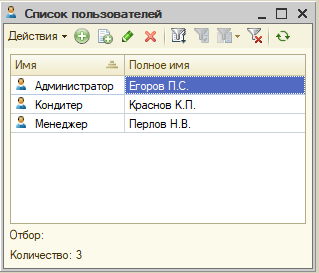 Список пользователей
Действия
Имя Полное имя
Администратор Егоров П.С.
Кондитер Краснов К.П.
Менеджер Перлов Н.В.
Отбор:
Количество: 3